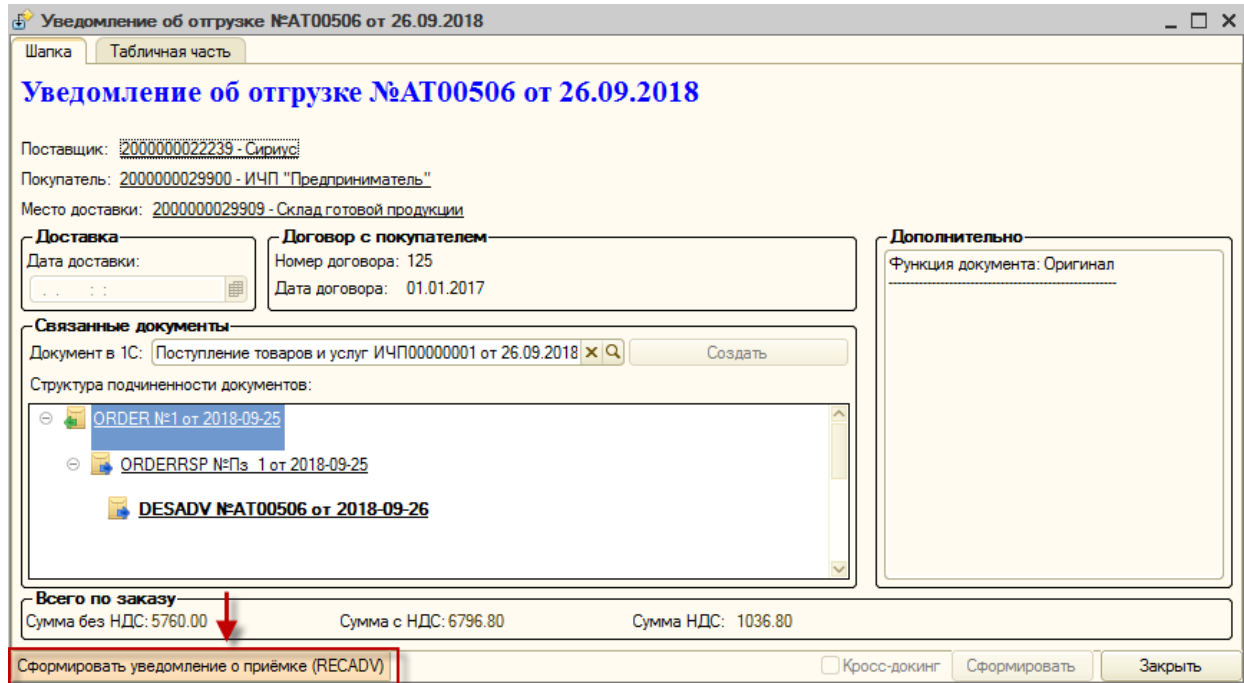 Уведомление об отгрузке №АТ00506 от 26.09.2018
Шапка Табличная часть
Уведомление об отгрузке №АТ00506 от 26.09.2018
Поставщик: 2000000022239 - Сириус
Покупатель: 2000000029900 - ИЧП "Предприниматель"
Место доставки: 2000000029909 - Склад готовой продукции
Доставка
Дата доставки:
. . : :
Договор с покупателем
Номер договора: 125
Дата договора: 01.01.2017
Дополнительно
Функция документа: Оригинал
--------------------------------------------------------
Связанные документы
Документ в 1С: Поступление товаров и услуг ИЧП00000001 от 26.09.2018 Создать
Структура подчиненности документов:
ORDER №1 от 2018-09-25
ORDERRSP №Пз_1 от 2018-09-25
DESADV №АТ00506 от 2018-09-26
Всего по заказу
Сумма без НДС: 5760.00 Сумма с НДС: 6796.80 Сумма НДС: 1036.80
Сформировать уведомление о приёмке (RECADV) Кросс-докинг Сформировать Закрыть